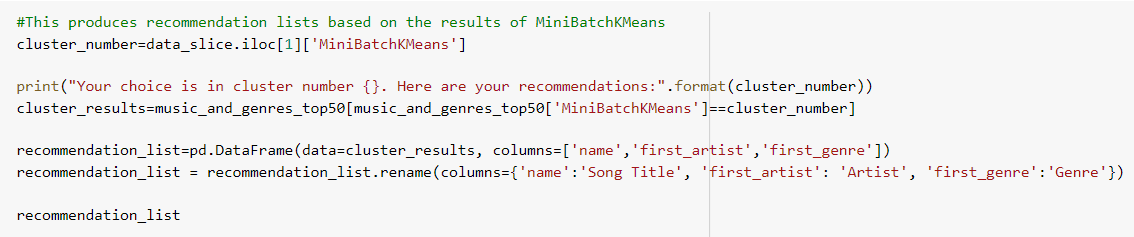 #This produces recommendation lists based on the results of MiniBatchKMeans
cluster_number=data_slice.iloc[1]['MiniBatchKMeans']
print("Your choice is in cluster number {}. Here are your recommendations:".format(cluster_number))
cluster_results=music_and_genres_top50[music_and_genres_top50['MiniBatchKMeans']==cluster_number]
recommendation_list=pd.DataFrame(data=cluster_results, columns=['name','first_artist','first_genre'])
recommendation_list = recommendation_list.rename(columns={'name':'Song Title', 'first_artist': 'Artist', 'first_genre':'Genre'})
recommendation_list